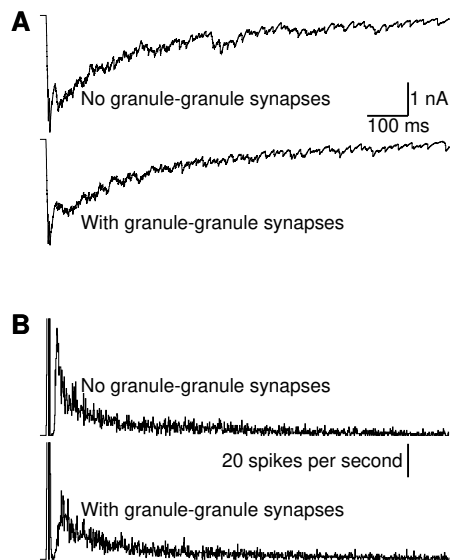 A
No granule-granule synapses
1 nA
100 ms
With granule-granule synapses
B
No granule-granule synapses
20 spikes per second
With granule-granule synapses